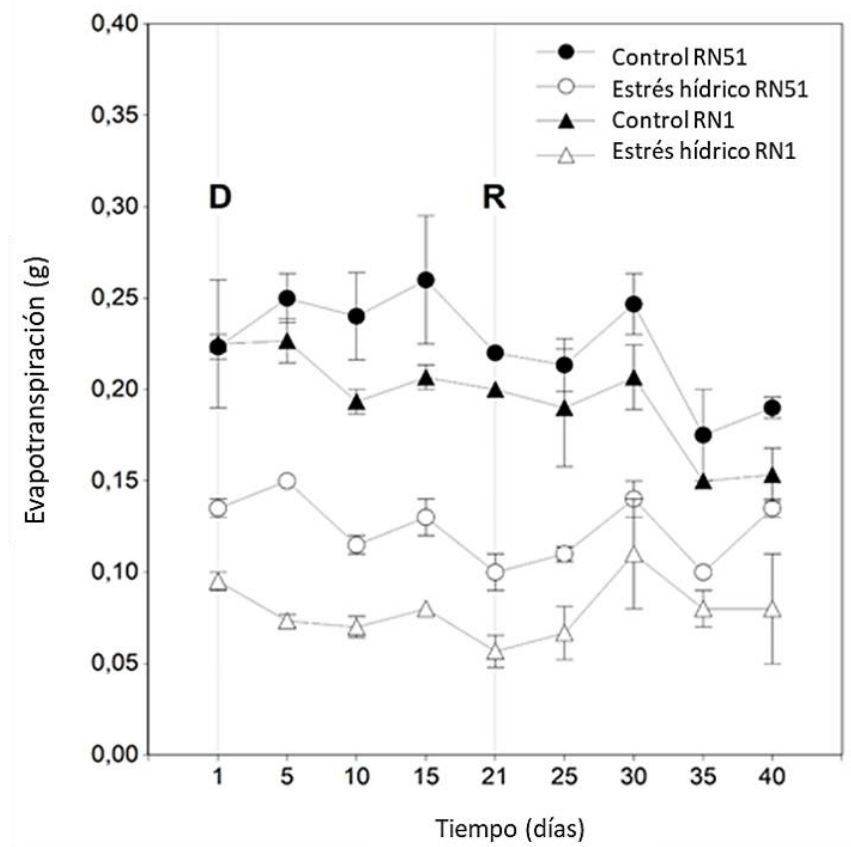 0,40
0,35
0,30
0,25
0,20
0,15
0,10
0,05
0,00
Evapotranspiración (g)
Control RN51
Estrés hídrico RN51
Control RN1
Estrés hídrico RN1
D
R
1 5 10 15 21 25 30 35 40
Tiempo (días)